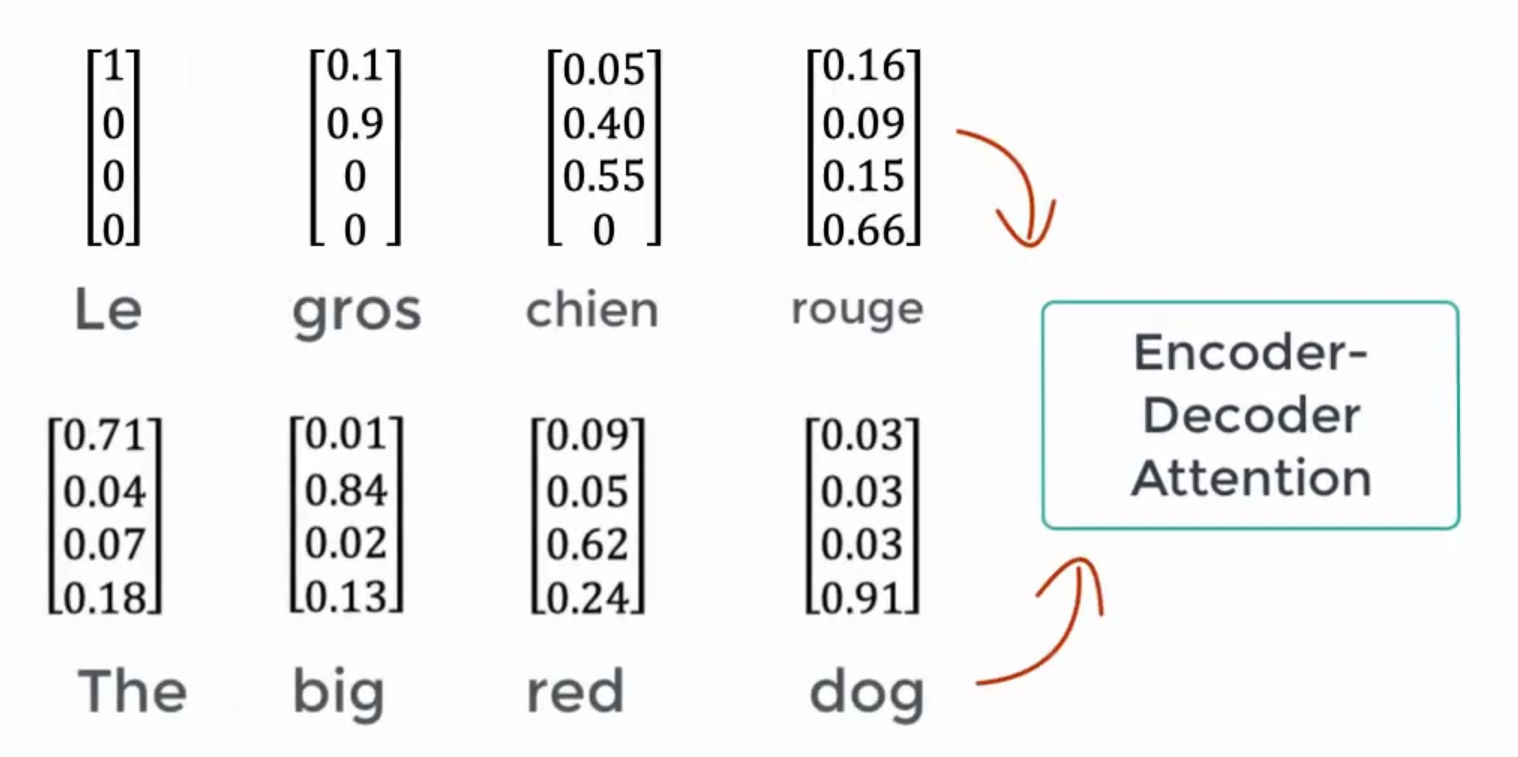 1 0.1 0.05 0.16
0 0.9 0.40 0.09
0 0 0.55 0.15
0 0 0 0.66
Le gros chien rouge
Encoder-
Decoder
Attention
0.71 0.01 0.09 0.03
0.04 0.84 0.05 0.03
0.07 0.02 0.62 0.03
0.18 0.13 0.24 0.91
The big red dog